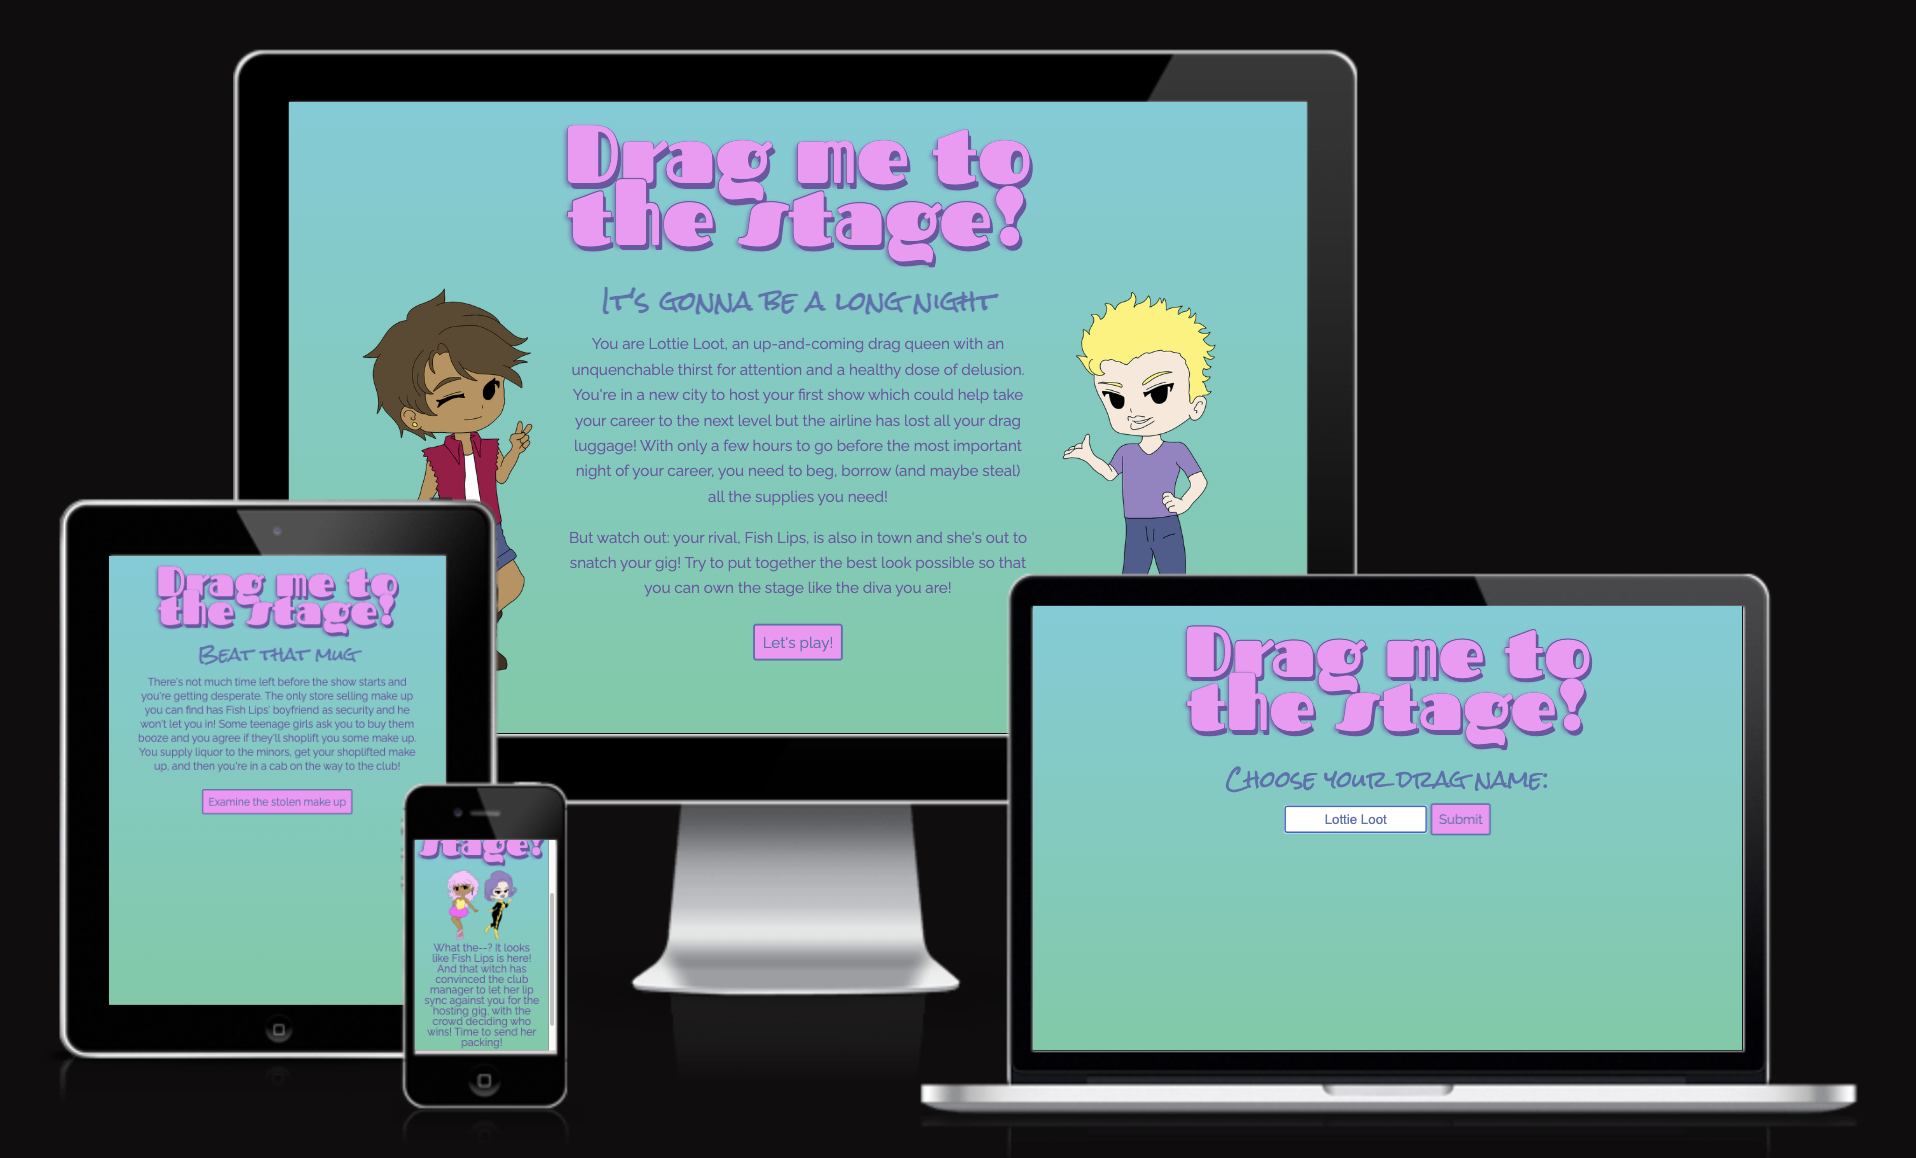 Drag me to
the stage!
It's gonna be a long night
You are Lottie Loot, an up-and-coming drag queen with an
unquenchable thirst for attention and a healthy dose of delusion.
You're in a new city to host your first show which could help take
your career to the next level but the airline has lost all your drag
luggage! With only a few hours to go before the most important
night of your career, you need to beg, borrow (and maybe steal)
all the supplies you need!
But watch out: your rival, Fish Lips, is also in town and she's out to
snatch your gig! Try to put together the best look possible so that
you can own the stage like the diva you are!
Let's play!
Drag me to
the stage!
Beat that mug
There's not much time left before the show starts and
you're getting desperate. The only store selling make up
you can find has Fish Lips' boyfriend as security and he
won't let you in! Some teenage girls ask you to buy them
booze and you agree if they'll shoplift you some make up.
You supply liquor to the minors, get your shoplifted make
up, and then you're in a cab on the way to the club!
Examine the stolen make up
stage!
What the--? It looks
like Fish Lips is here!
And that witch has
convinced the club
manager to let her lip
sync against you for the
hosting gig, with the
crowd deciding who
wins! Time to send her
packing!
Drag me to
the stage!
Choose your drag name:
Lottie Loot Submit